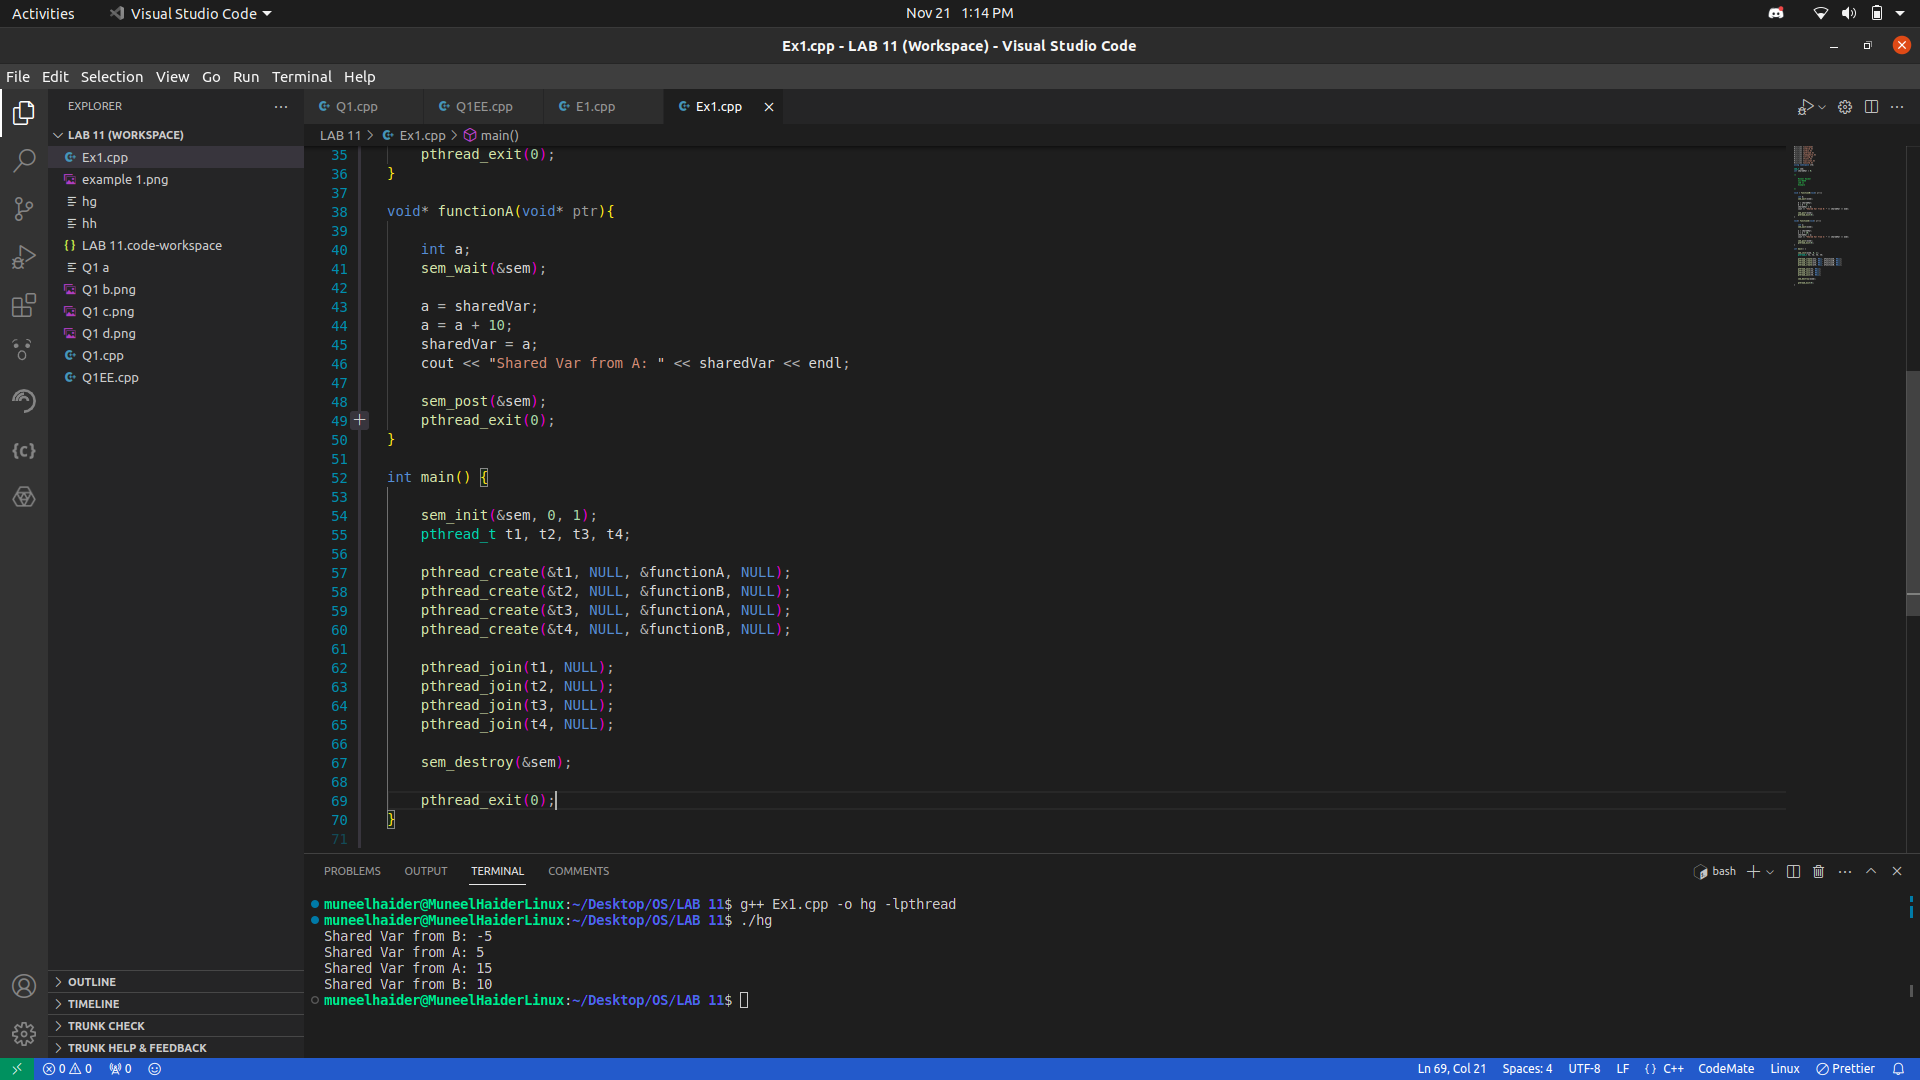 Activities
Visual Studio Code
Nov 21 1:14 PM
Ex1.cpp - LAB 11 (Workspace) - Visual Studio Code
File Edit Selection View Go Run Terminal Help
EXPLORER
LAB 11 (WORKSPACE)
Ex1.cpp
example 1.png
hg
hh
LAB 11.code-workspace
Q1 a
Q1 b.png
Q1 c.png
Q1 d.png
Q1.cpp
Q1EE.cpp
OUTLINE
TIMELINE
TRUNK CHECK
TRUNK HELP & FEEDBACK
Q1.cpp Q1EE.cpp E1.cpp Ex1.cpp
LAB 11 > Ex1.cpp > main()
35 pthread_exit(0);
36 }
37
38 void* functionA(void* ptr){
39
40 int a;
41 sem_wait(&sem);
42
43 a = sharedVar;
44 a = a + 10;
45 sharedVar = a;
46 cout << "Shared Var from A: " << sharedVar << endl;
47
48 sem_post(&sem);
49 pthread_exit(0);
50 }
51
52 int main() {
53
54 sem_init(&sem, 0, 1);
55 pthread_t t1, t2, t3, t4;
56
57 pthread_create(&t1, NULL, &functionA, NULL);
58 pthread_create(&t2, NULL, &functionB, NULL);
59 pthread_create(&t3, NULL, &functionA, NULL);
60 pthread_create(&t4, NULL, &functionB, NULL);
61
62 pthread_join(t1, NULL);
63 pthread_join(t2, NULL);
64 pthread_join(t3, NULL);
65 pthread_join(t4, NULL);
66
67 sem_destroy(&sem);
68
69 pthread_exit(0);
70 }
71
PROBLEMS OUTPUT TERMINAL COMMENTS
bash
muneelhaider@MuneelHaiderLinux:~/Desktop/OS/LAB 11$ g++ Ex1.cpp -o hg -lpthread
muneelhaider@MuneelHaiderLinux:~/Desktop/OS/LAB 11$ ./hg
Shared Var from B: -5
Shared Var from A: 5
Shared Var from A: 15
Shared Var from B: 10
muneelhaider@MuneelHaiderLinux:~/Desktop/OS/LAB 11$
0 0 0
Ln 69, Col 21 Spaces: 4 UTF-8 LF {} C++ CodeMate Linux Prettier